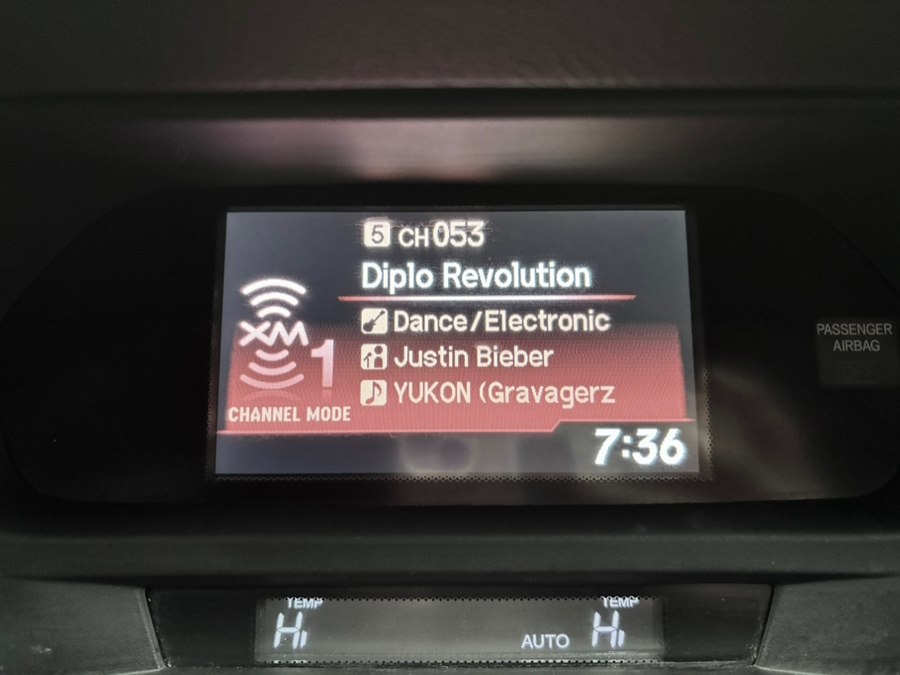 5 CH 053
Diplo Revolution
XM 1
Dance/Electronic
Justin Bieber
YUKON (Gravagerz
CHANNEL MODE
7:36
PASSENGER
AIRBAG
TEMP TEMP
Hi AUTO Hi